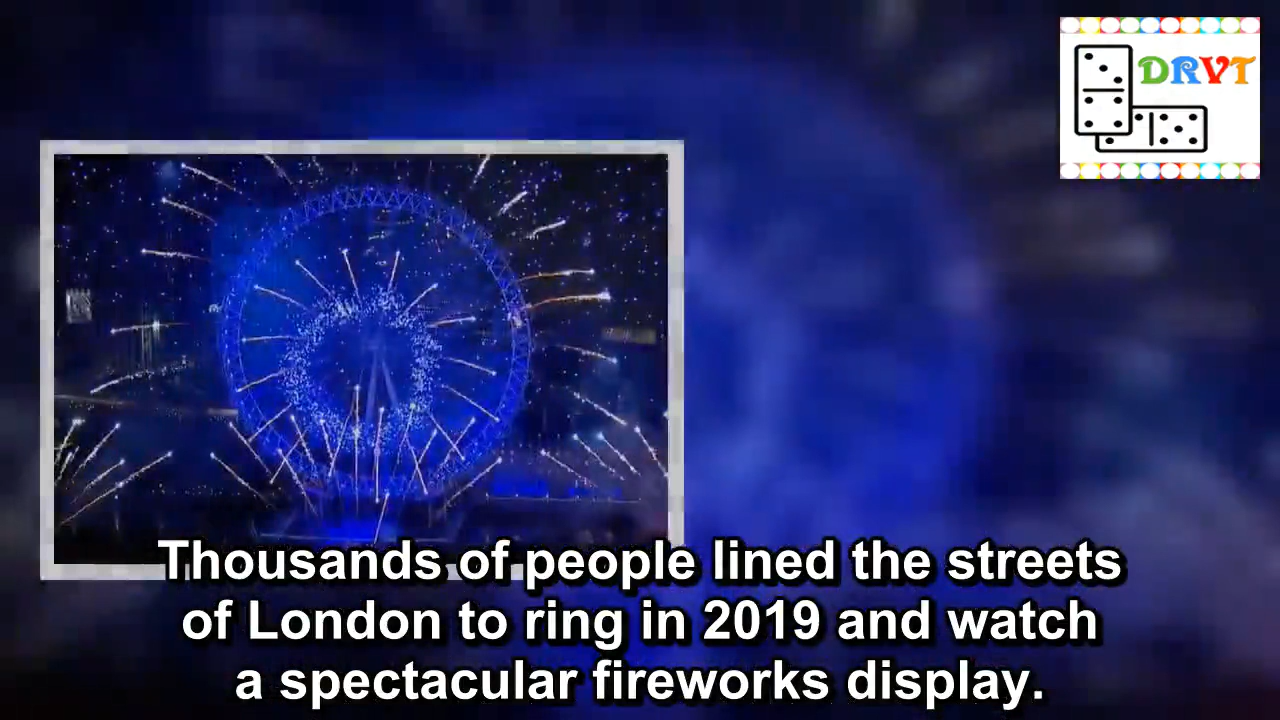 DRVT
Thousands of people lined the streets
of London to ring in 2019 and watch
a spectacular fireworks display.